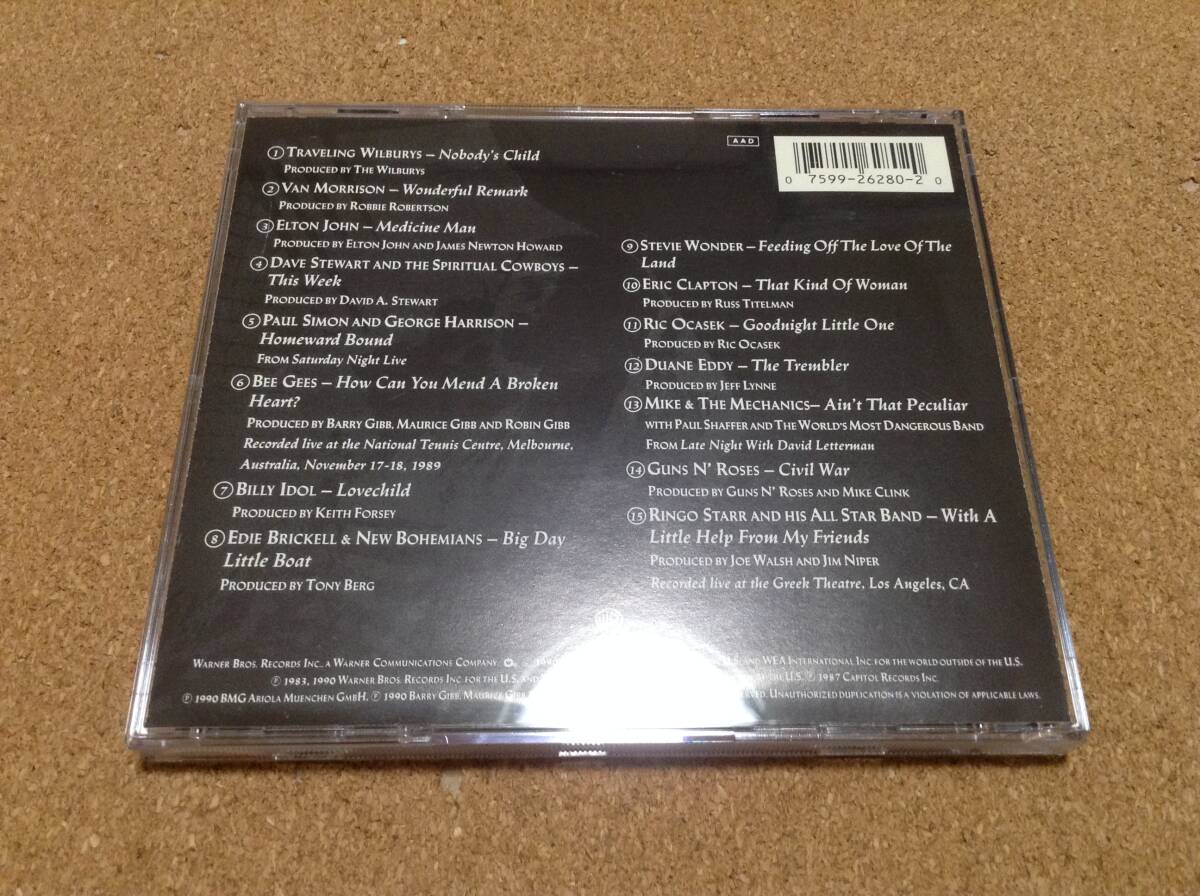 ① Traveling Wilburys – Nobody's Child
Produced by The Wilburys
② Van Morrison – Wonderful Remark
Produced by Robbie Robertson
③ Elton John – Medicine Man
Produced by Elton John and James Newton Howard
④ Dave Stewart and the Spiritual Cowboys –
This Week
Produced by David A. Stewart
⑤ Paul Simon and George Harrison –
Homeward Bound
From Saturday Night Live
⑥ Bee Gees – How Can You Mend A Broken
Heart?
Produced by Barry Gibb, Maurice Gibb and Robin Gibb
Recorded live at the National Tennis Centre, Melbourne,
Australia, November 17-18, 1989
⑦ Billy Idol – Lovechild
Produced by Keith Forsey
⑧ Edie Brickell & New Bohemians – Big Day
Little Boat
Produced by Tony Berg
AAD
0 7599-26280-2 0
⑨ Stevie Wonder – Feeding Off The Love Of The
Land
⑩ Eric Clapton – That Kind Of Woman
Produced by Russ Titelman
⑪ Ric Ocasek – Goodnight Little One
Produced by Ric Ocasek
⑫ Duane Eddy – The Trembler
Produced by Jeff Lynne
⑬ Mike & The Mechanics – Ain't That Peculiar
with Paul Shaffer and The World's Most Dangerous Band
From Late Night With David Letterman
⑭ Guns N' Roses – Civil War
Produced by Guns N' Roses and Mike Clink
⑮ Ringo Starr and his All Star Band – With A
Little Help From My Friends
Produced by Joe Walsh and Jim Niper
Recorded live at the Greek Theatre, Los Angeles, CA
Warner Bros. Records Inc., a Warner Communications Company. and WEA International Inc. for the world outside of the U.S.
℗ 1983, 1990 Warner Bros. Records Inc. for the U.S. and the U.S. ℗ 1987 Capitol Records Inc.
℗ 1990 BMG Ariola Muenchen GmbH. ℗ 1990 Barry Gibb, Maurice Gibb Unauthorized duplication is a violation of applicable laws.